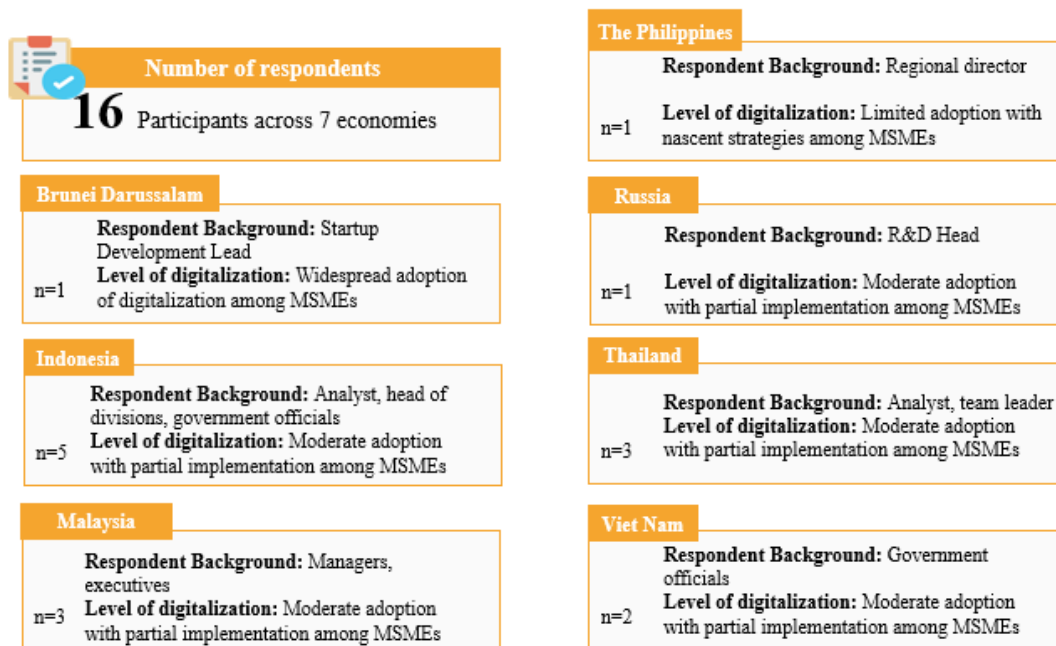 Number of respondents
16 Participants across 7 economies
Brunei Darussalam
Respondent Background: Startup
Development Lead
n=1
Level of digitalization: Widespread adoption
of digitalization among MSMEs
Indonesia
Respondent Background: Analyst, head of
divisions, government officials
n=5
Level of digitalization: Moderate adoption
with partial implementation among MSMEs
Malaysia
Respondent Background: Managers,
executives
n=3
Level of digitalization: Moderate adoption
with partial implementation among MSMEs
The Philippines
Respondent Background: Regional director
n=1
Level of digitalization: Limited adoption with
nascent strategies among MSMEs
Russia
Respondent Background: R&D Head
n=1
Level of digitalization: Moderate adoption
with partial implementation among MSMEs
Thailand
Respondent Background: Analyst, team leader
n=3
Level of digitalization: Moderate adoption
with partial implementation among MSMEs
Viet Nam
Respondent Background: Government
officials
n=2
Level of digitalization: Moderate adoption
with partial implementation among MSMEs